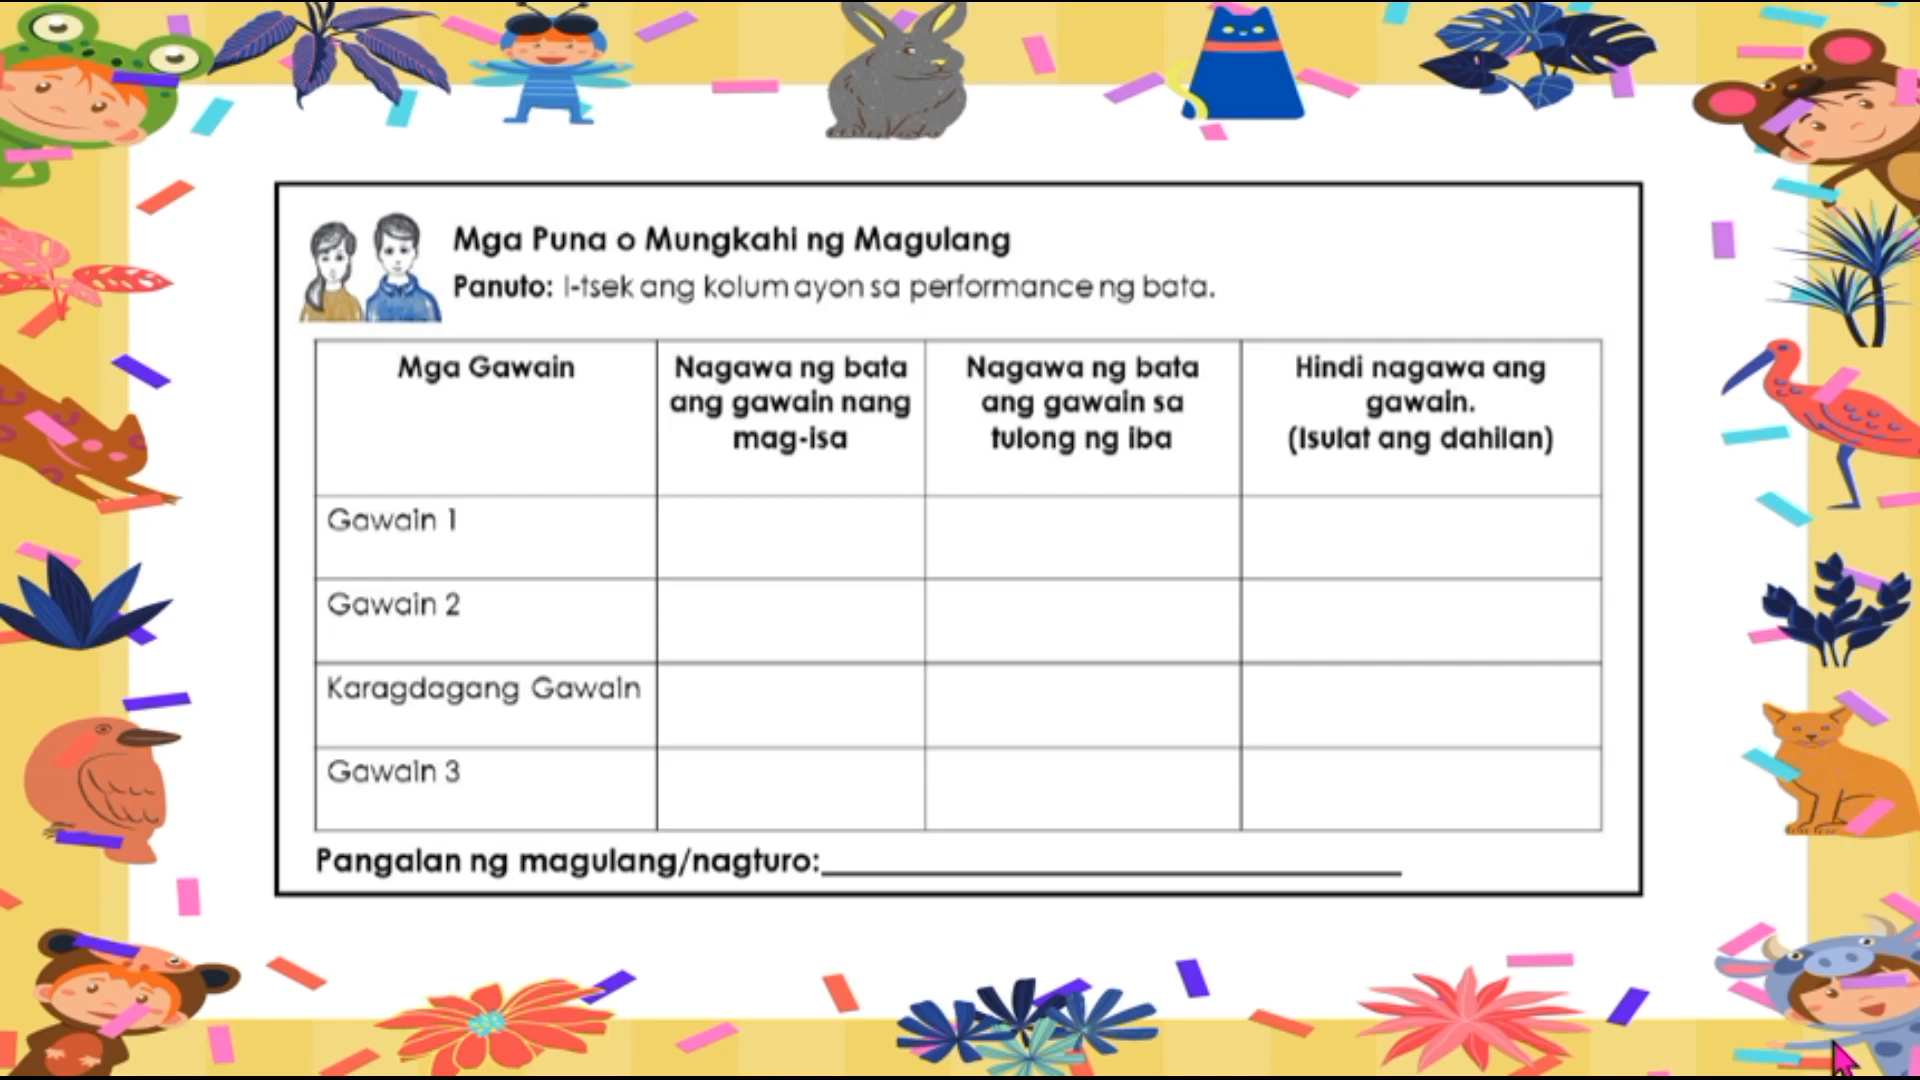 Mga Puna o Mungkahi ng Magulang
Panuto: I-tsek ang kolum ayon sa performance ng bata.
Mga Gawain
Nagawa ng bata
ang gawain nang
mag-isa
Nagawa ng bata
ang gawain sa
tulong ng iba
Hindi nagawa ang
gawain.
(Isulat ang dahilan)
Gawain 1
Gawain 2
Karagdagang Gawain
Gawain 3
Pangalan ng magulang/nagturo: